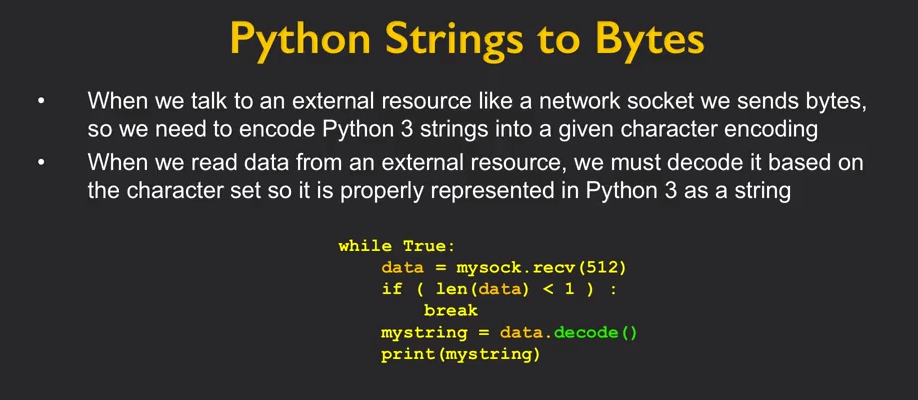 Python Strings to Bytes
• When we talk to an external resource like a network socket we sends bytes,
so we need to encode Python 3 strings into a given character encoding
• When we read data from an external resource, we must decode it based on
the character set so it is properly represented in Python 3 as a string
while True:
    data = mysock.recv(512)
    if ( len(data) < 1 ) :
        break
    mystring = data.decode()
    print(mystring)